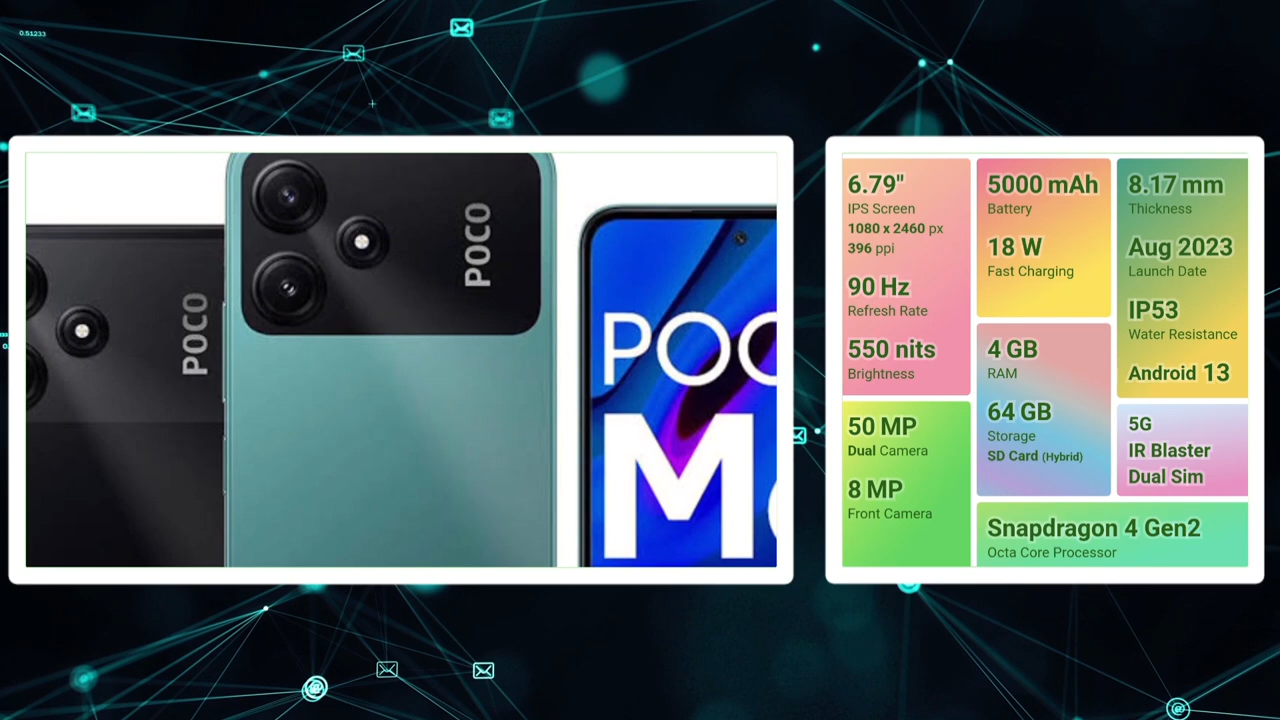 0.51233
POCO
POCO
POC
M
6.79"
IPS Screen
1080 x 2460 px
396 ppi
90 Hz
Refresh Rate
550 nits
Brightness
50 MP
Dual Camera
8 MP
Front Camera
5000 mAh
Battery
18 W
Fast Charging
4 GB
RAM
64 GB
Storage
SD Card (Hybrid)
8.17 mm
Thickness
Aug 2023
Launch Date
IP53
Water Resistance
Android 13
5G
IR Blaster
Dual Sim
Snapdragon 4 Gen2
Octa Core Processor